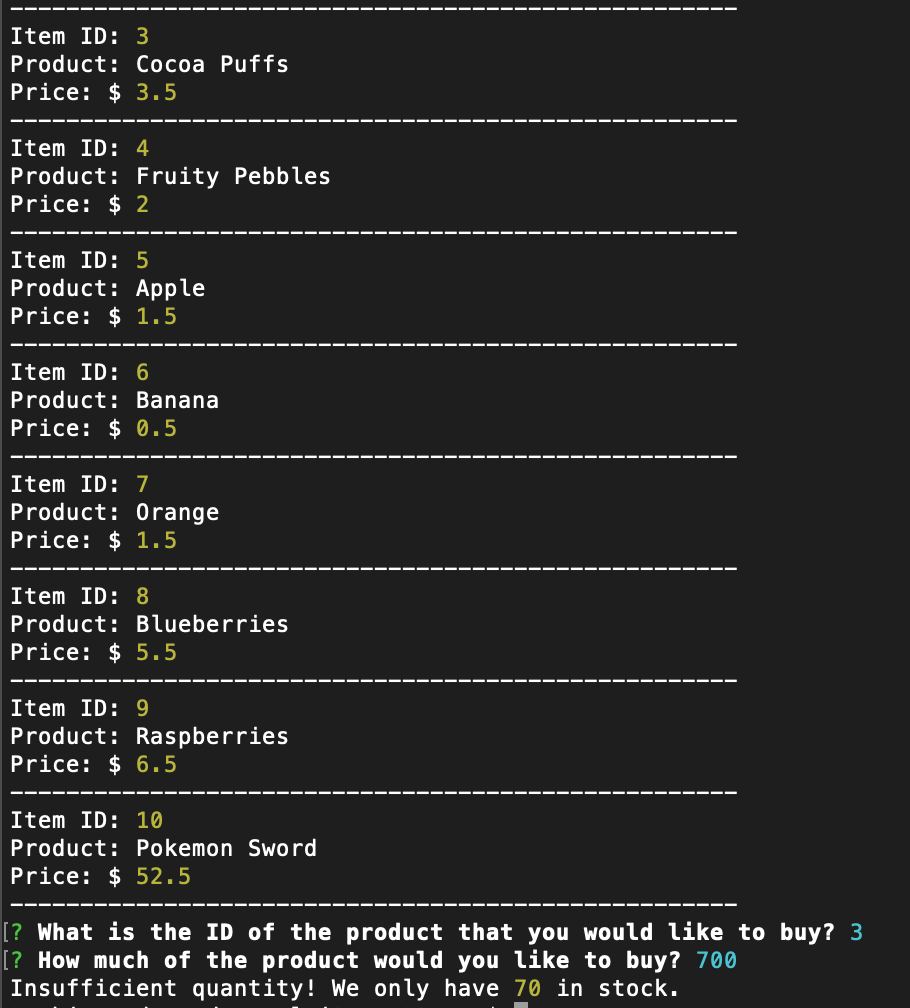 Item ID: 3
Product: Cocoa Puffs
Price: $ 3.5
Item ID: 4
Product: Fruity Pebbles
Price: $ 2
Item ID: 5
Product: Apple
Price: $ 1.5
Item ID: 6
Product: Banana
Price: $ 0.5
Item ID: 7
Product: Orange
Price: $ 1.5
Item ID: 8
Product: Blueberries
Price: $ 5.5
Item ID: 9
Product: Raspberries
Price: $ 6.5
Item ID: 10
Product: Pokemon Sword
Price: $ 52.5
[? What is the ID of the product that you would like to buy? 3
[? How much of the product would you like to buy? 700
Insufficient quantity! We only have 70 in stock.